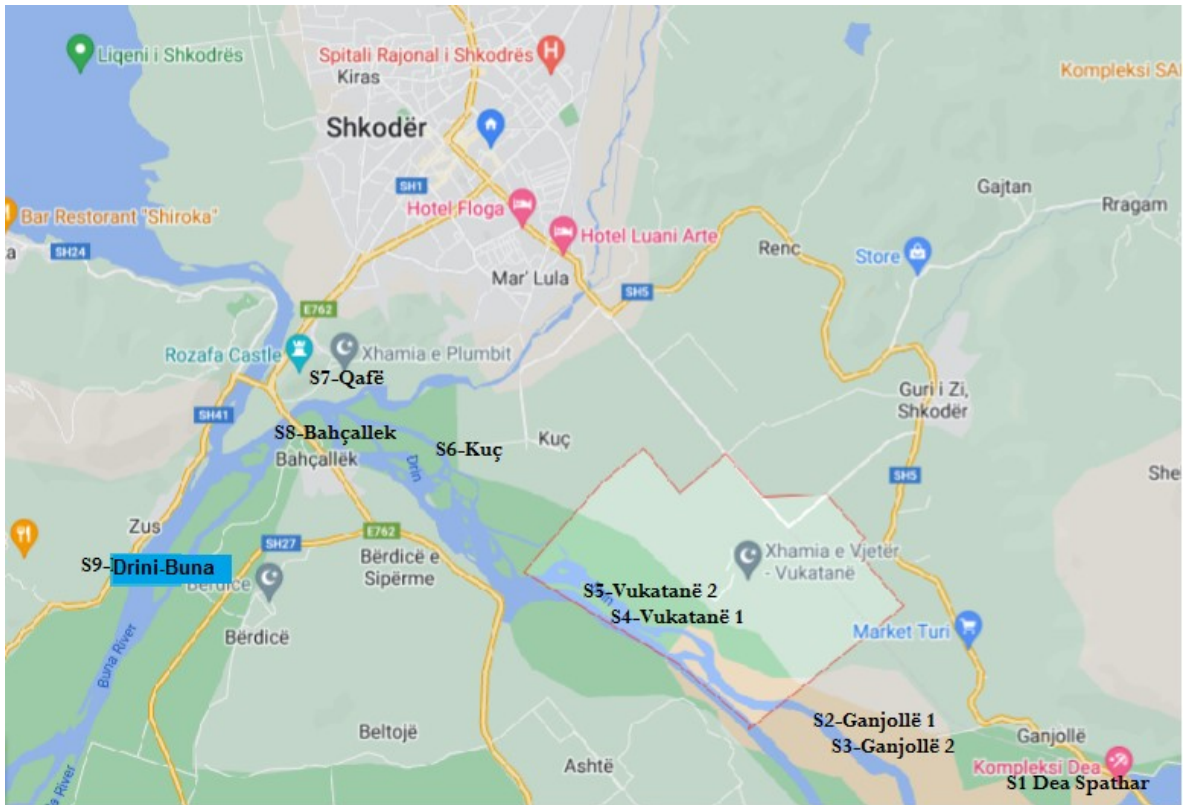 Liqeni i Shkodrës
Spitali Rajonal i Shkodrës
Kiras
Kompleksi SA
Shkodër
SH1
Gajtan
Rragam
Hotel Floga
Bar Restorant "Shiroka"
a
SH24
Hotel Luani Arte
Renc
Store
Mar' Lula
SH5
E762
Rozafa Castle
Xhamia e Plumbit
S7-Qafë
Guri i Zi,
Shkodër
SH41
S8-Bahçallek
Bahçallëk
S6-Kuç
Kuç
Drin
SH5
She
Zus
E762
SH27
Bërdicë e
Sipërme
Xhamia e Vjetër
- Vukatanë
S9-Drini-Buna
Berdice
S5-Vukatanë 2
S4-Vukatanë 1
Market Turi
Bërdicë
Buna River
S2-Ganjollë 1
S3-Ganjollë 2
Ganjollë
Beltojë
Ashtë
Kompleksi Dea
S1 Dea Spathar
River